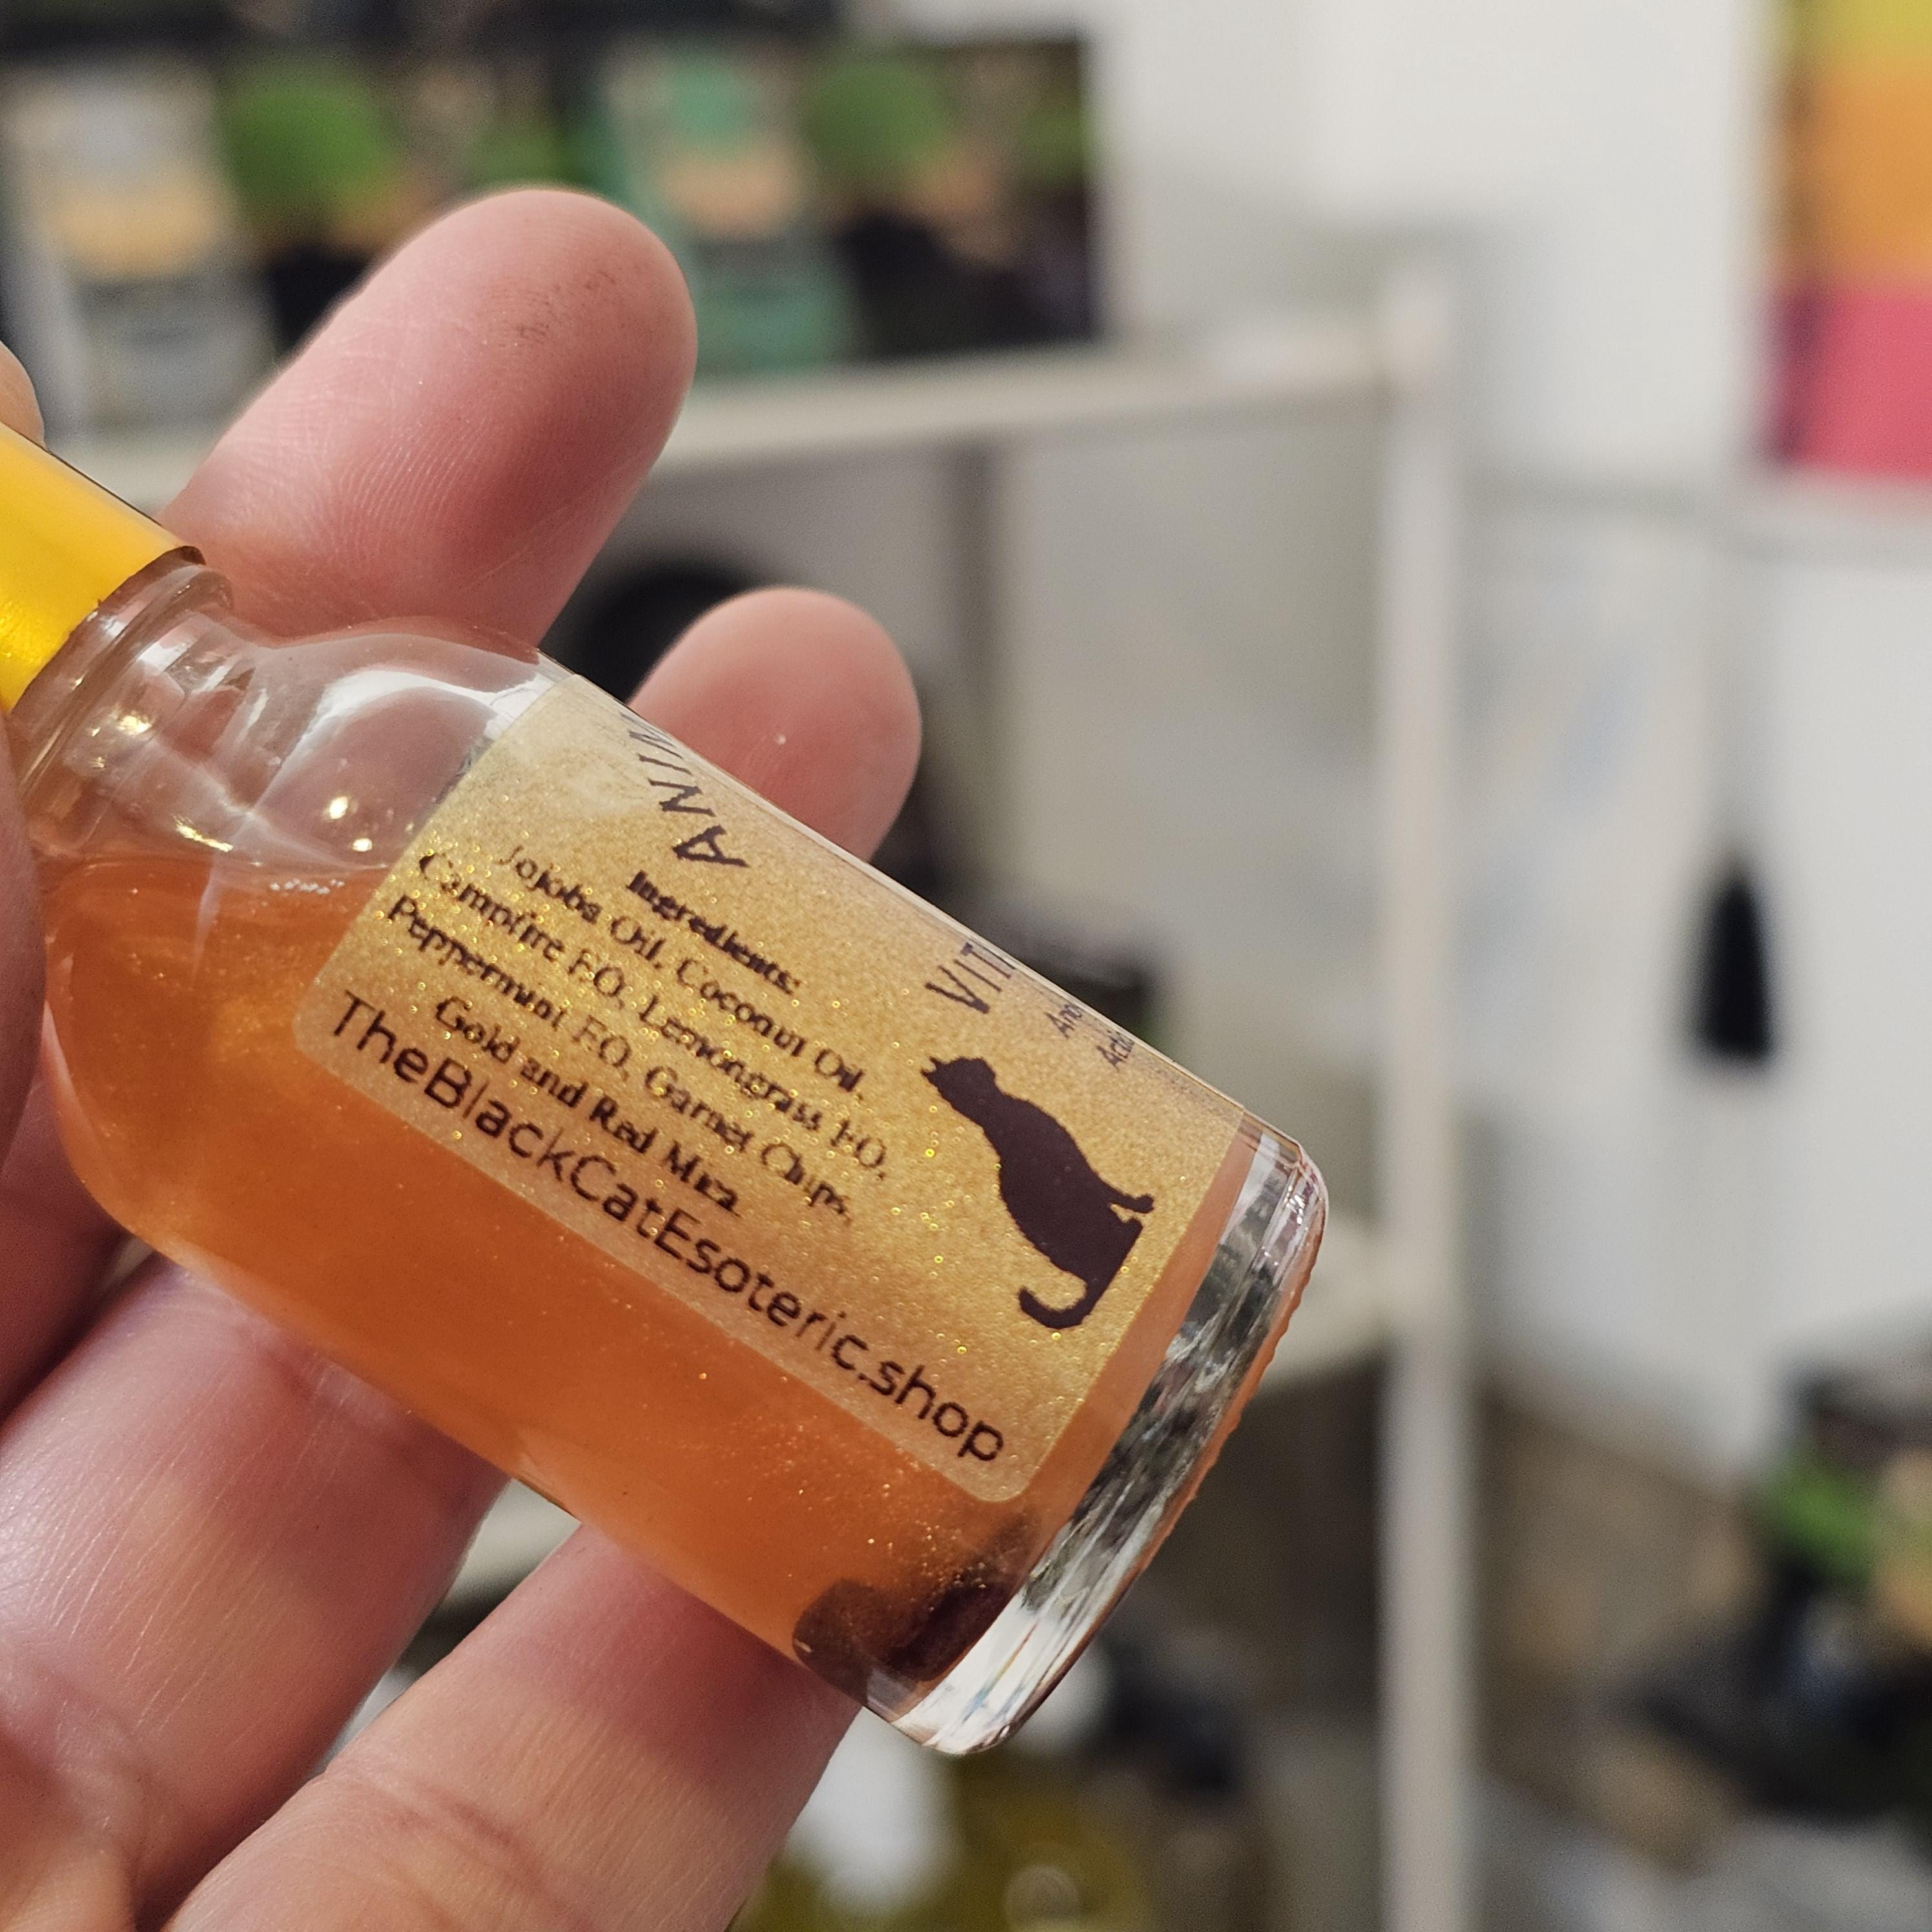 Ingredients:
Jojoba Oil, Coconut Oil,
Campfire F.O, Lemongrass F.O,
Peppermint F.O, Garnet Chips,
Gold and Red Mica
TheBlackCatEsoteric.shop